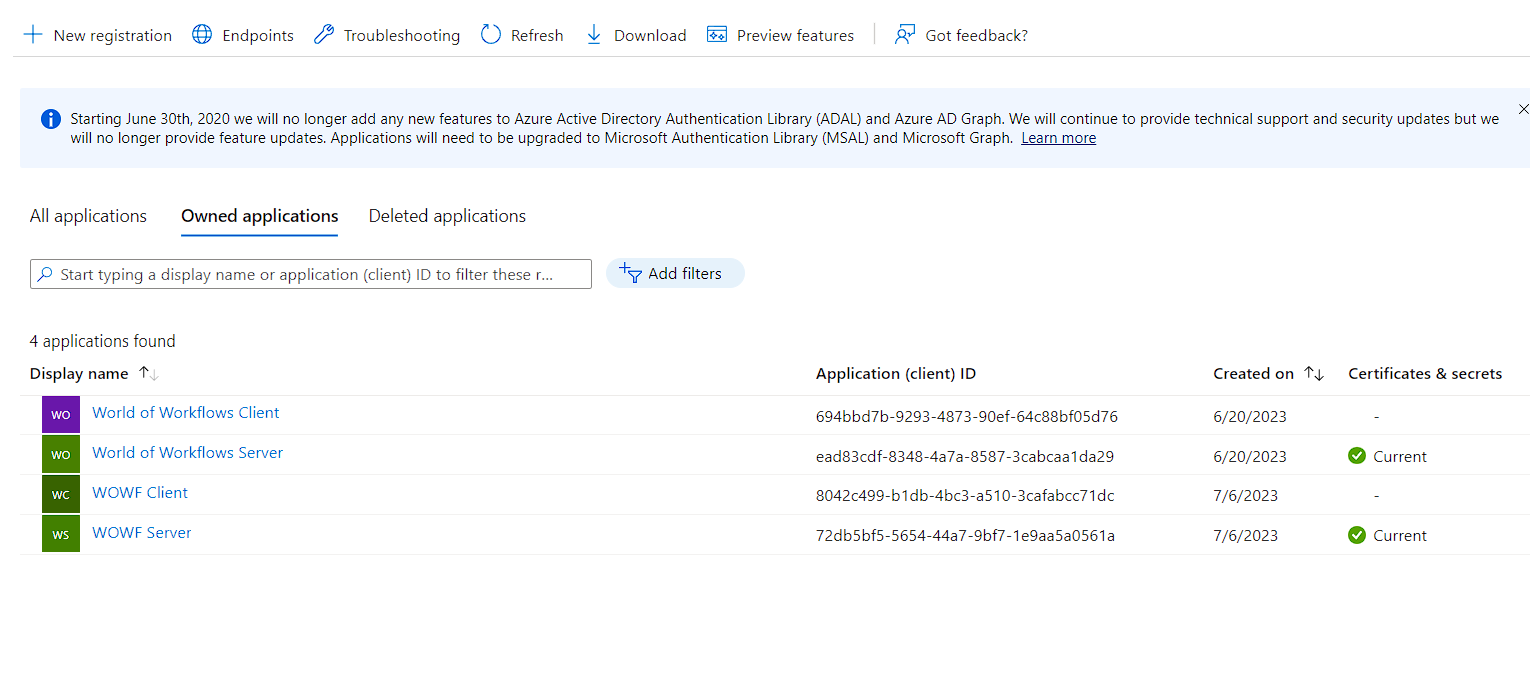 New registration Endpoints Troubleshooting Refresh Download Preview features Got feedback?
Starting June 30th, 2020 we will no longer add any new features to Azure Active Directory Authentication Library (ADAL) and Azure AD Graph. We will continue to provide technical support and security updates but we
will no longer provide feature updates. Applications will need to be upgraded to Microsoft Authentication Library (MSAL) and Microsoft Graph. Learn more
All applications Owned applications Deleted applications
Start typing a display name or application (client) ID to filter these r... Add filters
4 applications found
Display name Application (client) ID Created on Certificates & secrets
WO World of Workflows Client 694bbd7b-9293-4873-90ef-64c88bf05d76 6/20/2023 -
WO World of Workflows Server ead83cdf-8348-4a7a-8587-3cabcaa1da29 6/20/2023 Current
WC WOWF Client 8042c499-b1db-4bc3-a510-3cafabcc71dc 7/6/2023 -
WS WOWF Server 72db5bf5-5654-44a7-9bf7-1e9aa5a0561a 7/6/2023 Current